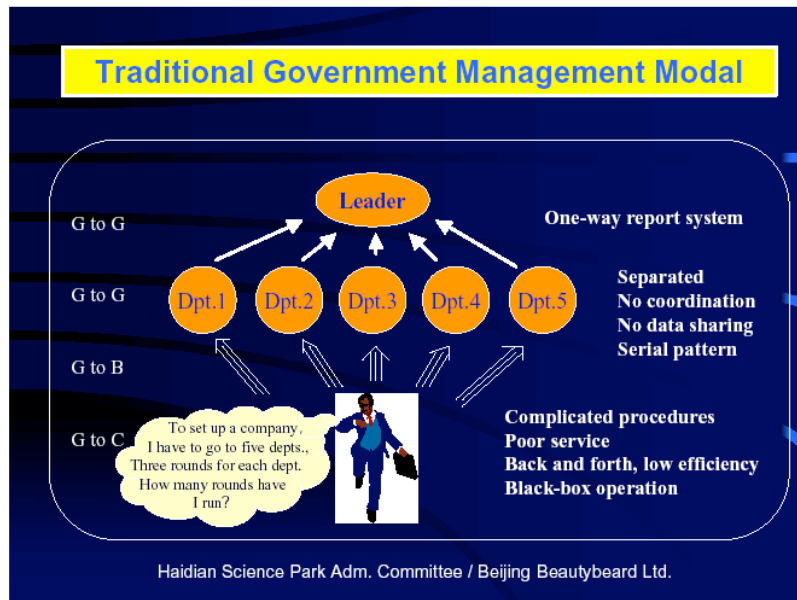 Traditional Government Management Modal
Leader
G to G
One-way report system
G to G
Dpt.1
Dpt.2
Dpt.3
Dpt.4
Dpt.5
Separated
No coordination
No data sharing
Serial pattern
G to B
G to C
To set up a company,
I have to go to five depts.,
Three rounds for each dept.
How many rounds have
I run?
Complicated procedures
Poor service
Back and forth, low efficiency
Black-box operation
Haidian Science Park Adm. Committee / Beijing Beautybeard Ltd.